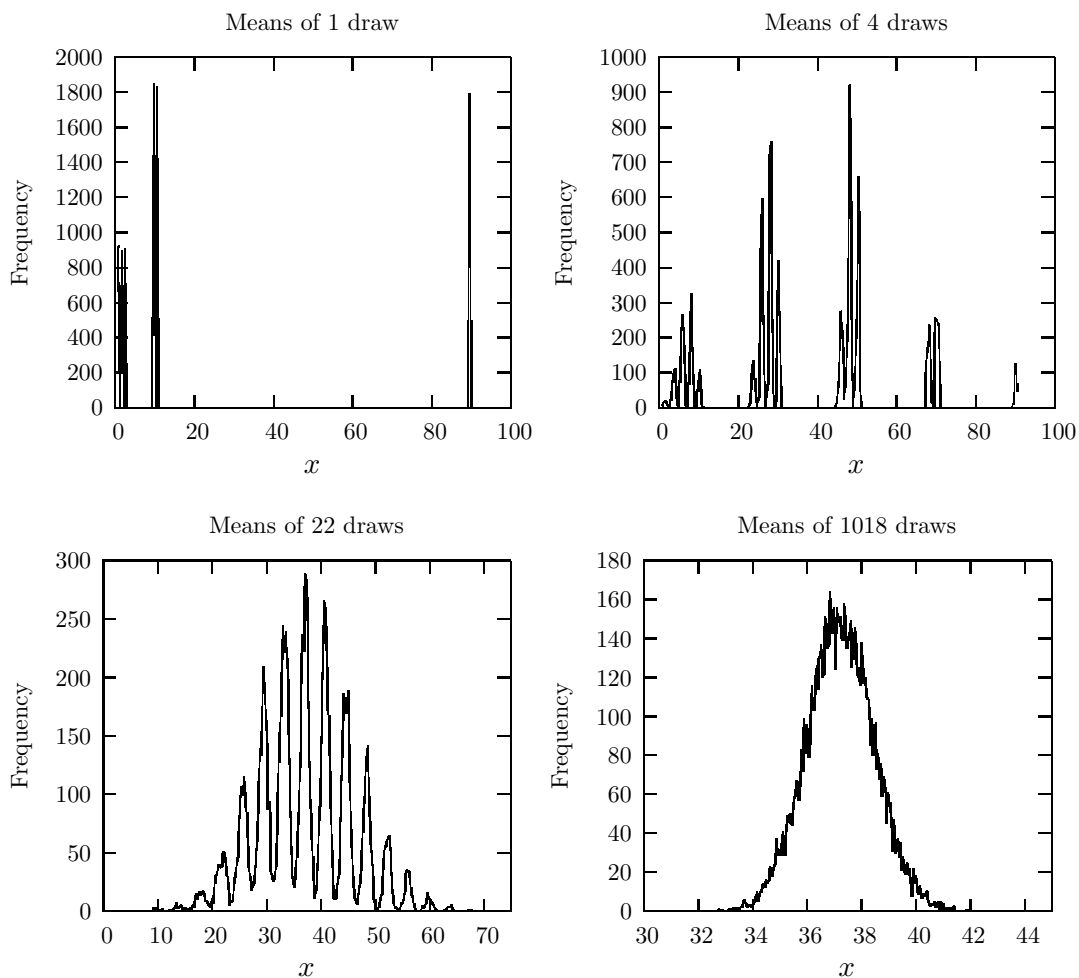 Means of 1 draw
2000
1800
1600
1400
1200
1000
800
600
400
200
0
Frequency
0 20 40 60 80 100
x
Means of 4 draws
1000
900
800
700
600
500
400
300
200
100
0
Frequency
0 20 40 60 80 100
x
Means of 22 draws
300
250
200
150
100
50
0
Frequency
0 10 20 30 40 50 60 70
x
Means of 1018 draws
180
160
140
120
100
80
60
40
20
0
Frequency
30 32 34 36 38 40 42 44
x